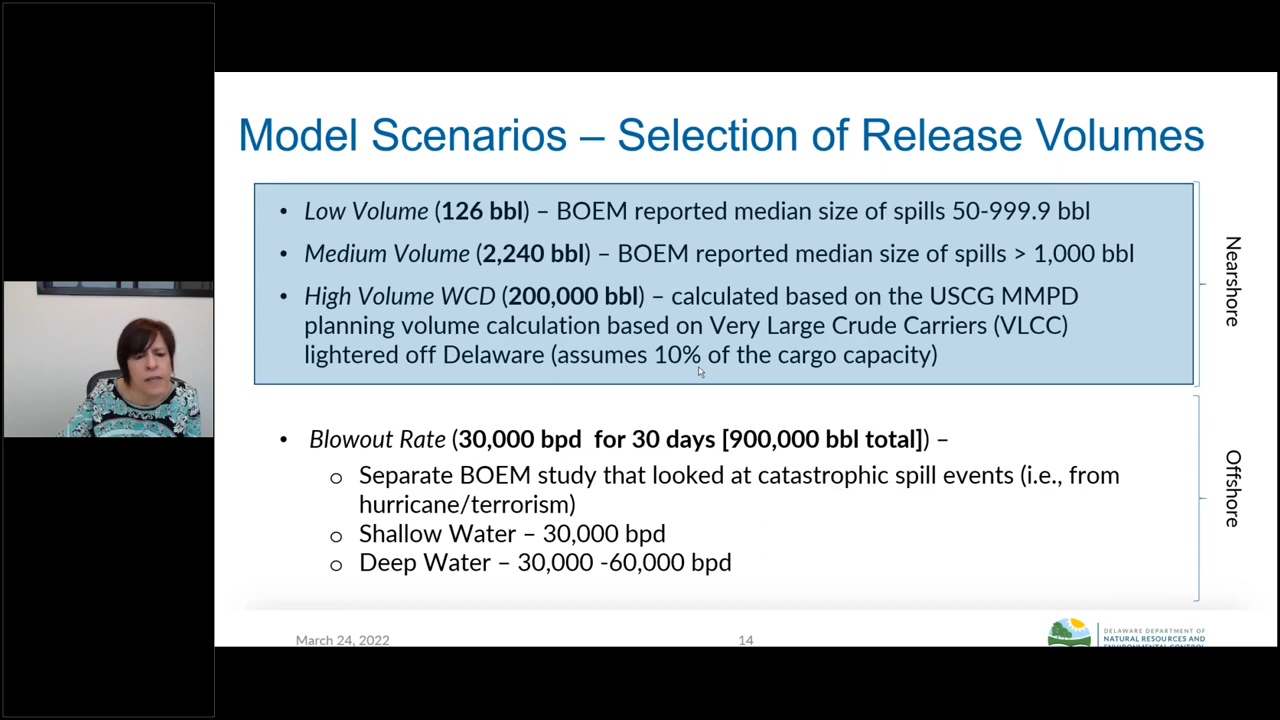 Model Scenarios – Selection of Release Volumes
• Low Volume (126 bbl) – BOEM reported median size of spills 50-999.9 bbl
• Medium Volume (2,240 bbl) – BOEM reported median size of spills > 1,000 bbl
• High Volume WCD (200,000 bbl) – calculated based on the USCG MMPD
planning volume calculation based on Very Large Crude Carriers (VLCC)
lightered off Delaware (assumes 10% of the cargo capacity)
Nearshore
• Blowout Rate (30,000 bpd for 30 days [900,000 bbl total]) –
o Separate BOEM study that looked at catastrophic spill events (i.e., from
hurricane/terrorism)
o Shallow Water – 30,000 bpd
o Deep Water – 30,000 -60,000 bpd
Offshore
March 24, 2022
14
DELAWARE DEPARTMENT OF
NATURAL RESOURCES AND
ENVIRONMENTAL CONTROL